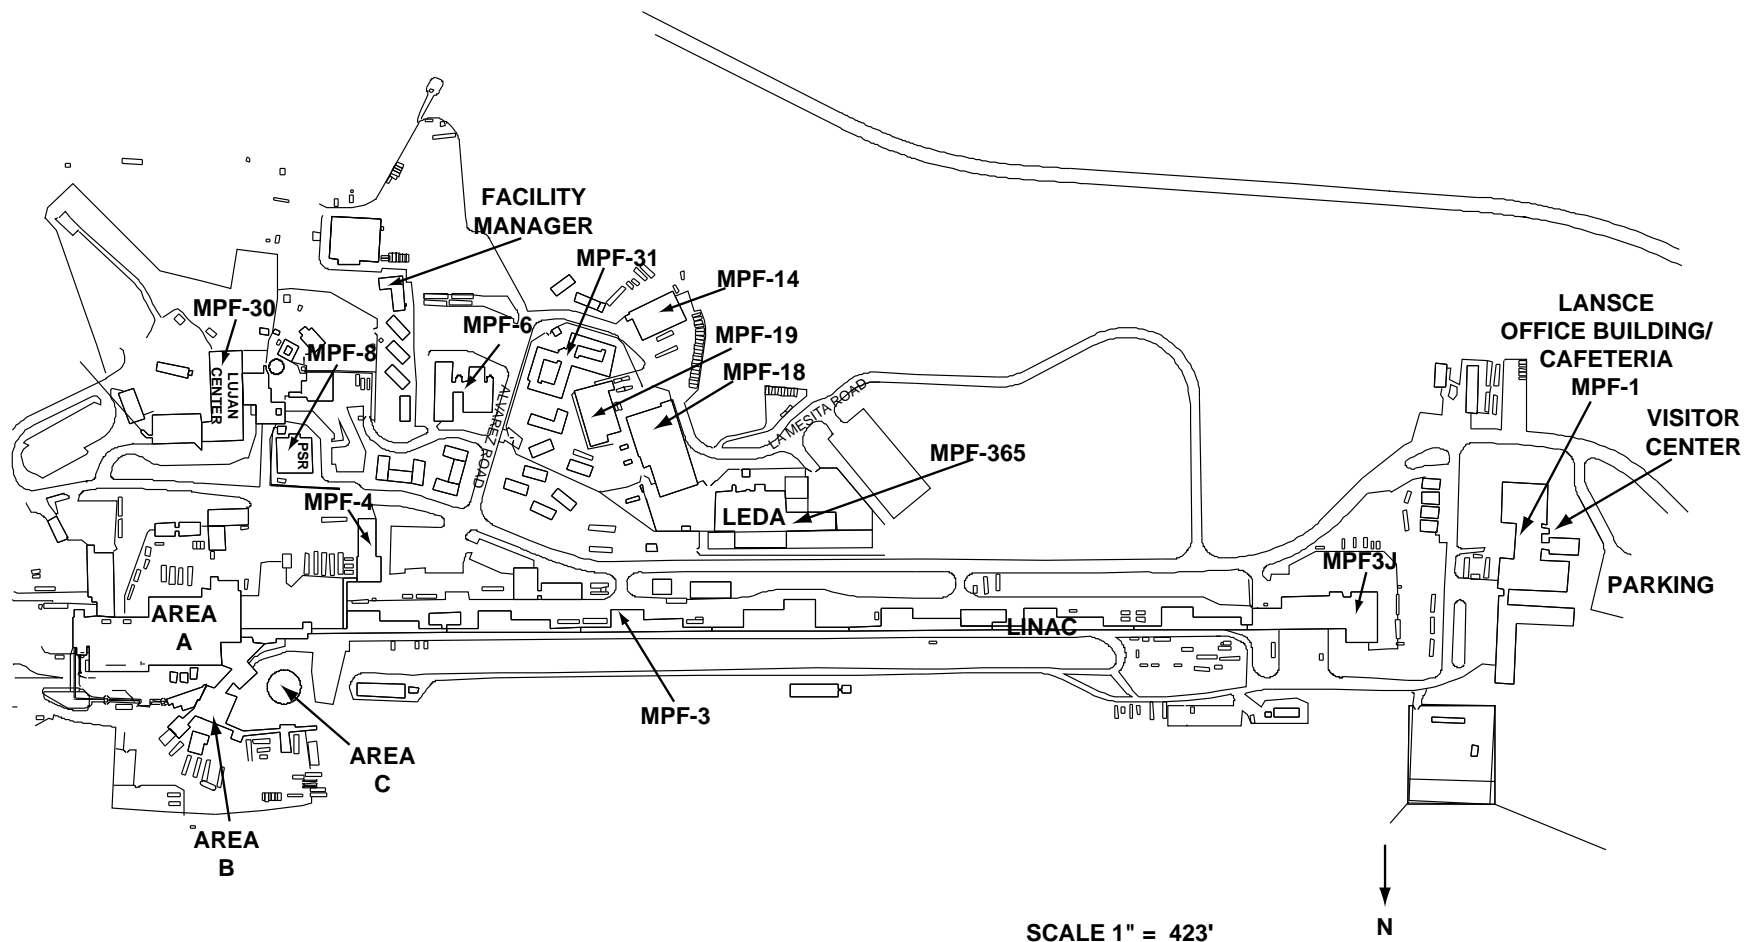 FACILITY
MANAGER
MPF-31
MPF-14
MPF-30
MPF-6
MPF-19
MPF-8
MPF-18
LUJAN
CENTER
ALVAREZ ROAD
LA MESITA ROAD
LANSCE
OFFICE BUILDING/
CAFETERIA
MPF-1
VISITOR
CENTER
PSR
MPF-365
MPF-4
LEDA
MPF3J
PARKING
AREA
A
LINAC
MPF-3
AREA
C
AREA
B
N
SCALE 1" = 423'